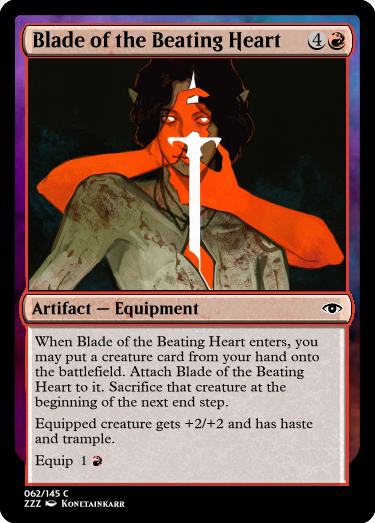 Blade of the Beating Heart 4
Artifact — Equipment
When Blade of the Beating Heart enters, you
may put a creature card from your hand onto
the battlefield. Attach Blade of the Beating
Heart to it. Sacrifice that creature at the
beginning of the next end step.
Equipped creature gets +2/+2 and has haste
and trample.
Equip 1
062/145 C
ZZZ KONETAINKARR